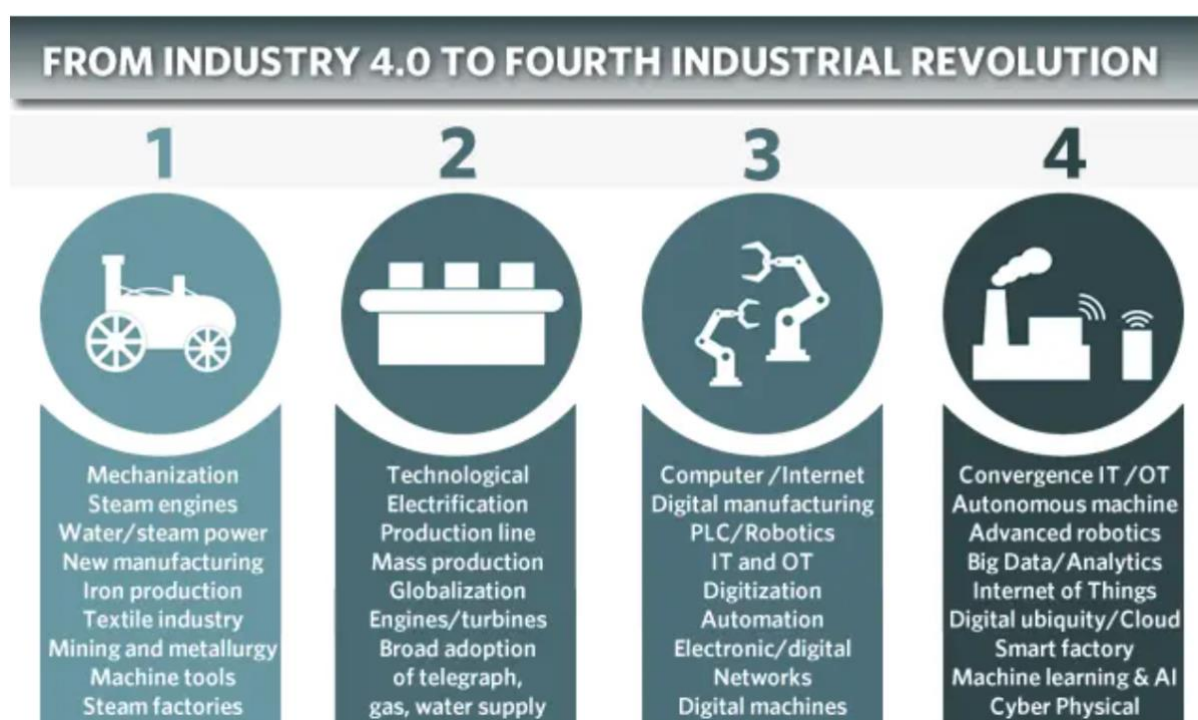 FROM INDUSTRY 4.0 TO FOURTH INDUSTRIAL REVOLUTION
1
Mechanization
Steam engines
Water/steam power
New manufacturing
Iron production
Textile industry
Mining and metallurgy
Machine tools
Steam factories
2
Technological
Electrification
Production line
Mass production
Globalization
Engines/turbines
Broad adoption
of telegraph,
gas, water supply
3
Computer /Internet
Digital manufacturing
PLC/Robotics
IT and OT
Digitization
Automation
Electronic/digital
Networks
Digital machines
4
Convergence IT /OT
Autonomous machine
Advanced robotics
Big Data/Analytics
Internet of Things
Digital ubiquity/Cloud
Smart factory
Machine learning & AI
Cyber Physical